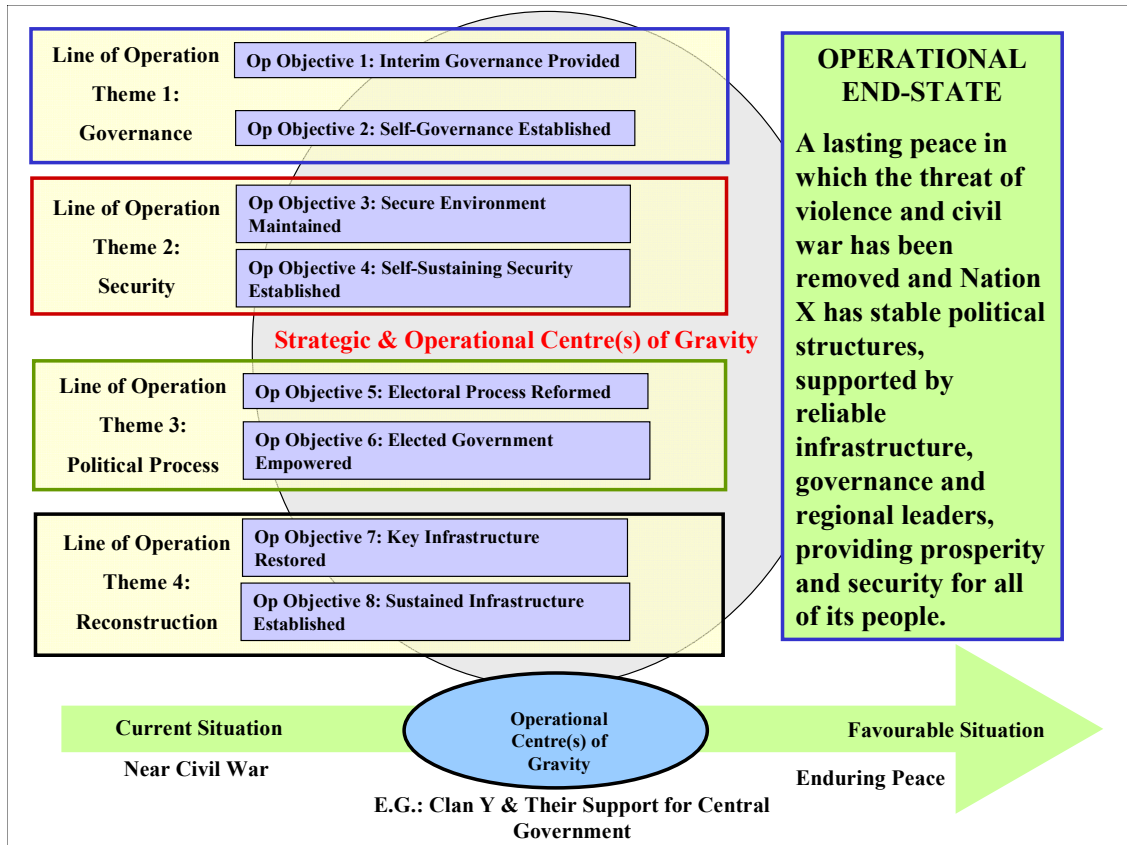 Line of Operation
Theme 1:
Governance
Op Objective 1: Interim Governance Provided
Op Objective 2: Self-Governance Established
Line of Operation
Theme 2:
Security
Op Objective 3: Secure Environment
Maintained
Op Objective 4: Self-Sustaining Security
Established
Strategic & Operational Centre(s) of Gravity
Line of Operation
Theme 3:
Political Process
Op Objective 5: Electoral Process Reformed
Op Objective 6: Elected Government
Empowered
Line of Operation
Theme 4:
Reconstruction
Op Objective 7: Key Infrastructure
Restored
Op Objective 8: Sustained Infrastructure
Established
OPERATIONAL
END-STATE
A lasting peace in
which the threat of
violence and civil
war has been
removed and Nation
X has stable political
structures,
supported by
reliable
infrastructure,
governance and
regional leaders,
providing prosperity
and security for all
of its people.
Current Situation
Near Civil War
Operational
Centre(s) of
Gravity
Favourable Situation
Enduring Peace
E.G.: Clan Y & Their Support for Central
Government